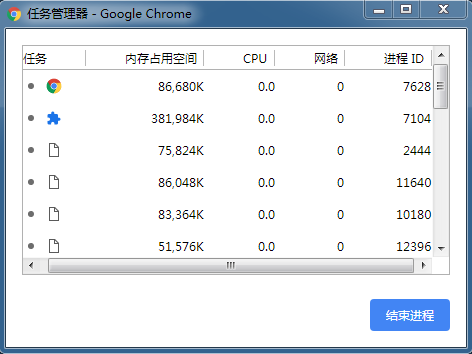 任务管理器 - Google Chrome
任务 内存占用空间 CPU 网络 进程 ID
86,680K 0.0 0 7628
381,984K 0.0 0 7104
75,824K 0.0 0 2444
86,048K 0.0 0 11640
83,364K 0.0 0 10180
51,576K 0.0 0 12396
结束进程